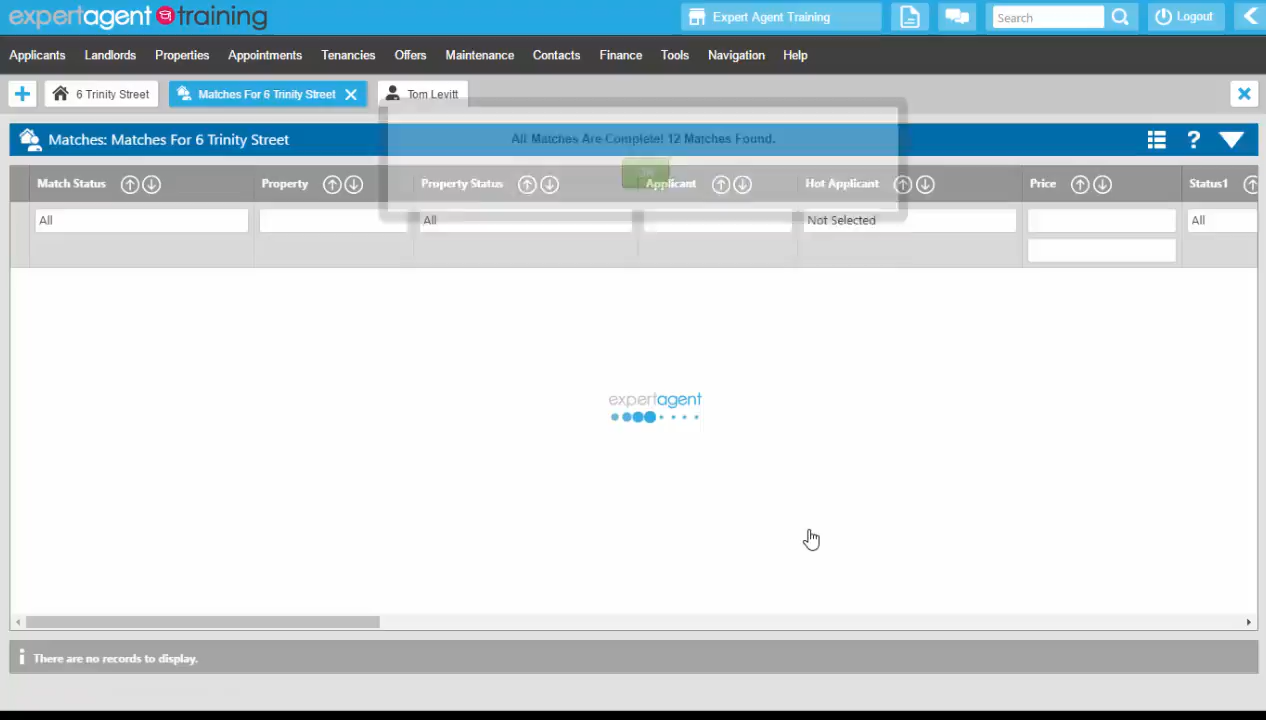 expertagent training
Expert Agent Training
Search
Logout
Applicants Landlords Properties Appointments Tenancies Offers Maintenance Contacts Finance Tools Navigation Help
6 Trinity Street
Matches For 6 Trinity Street
Tom Levitt
Matches: Matches For 6 Trinity Street
All Matches Are Complete! 12 Matches Found.
?
Match Status Property Property Status Applicant Hot Applicant Price Status1
All All Not Selected All
expertagent
There are no records to display.